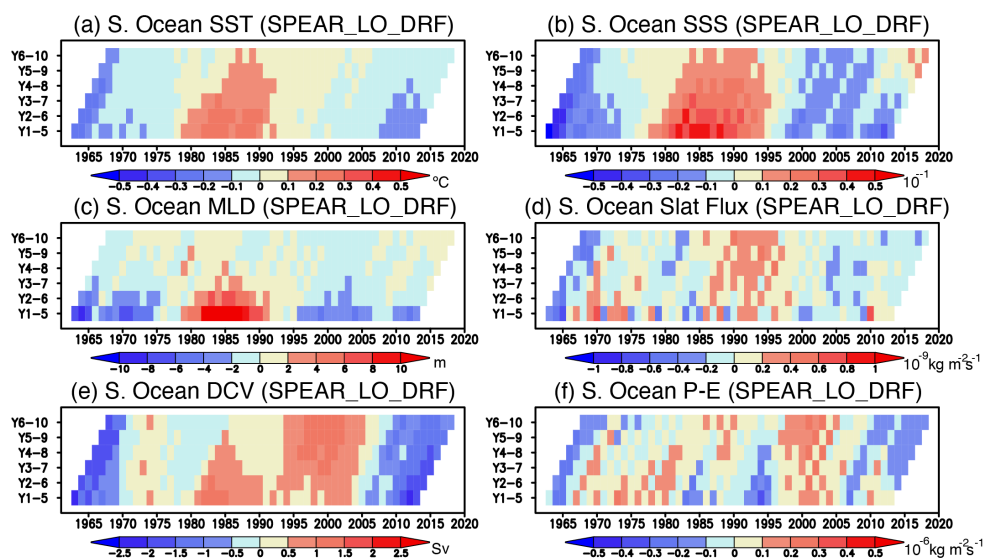 (a) S. Ocean SST (SPEAR_LO_DRF)
Y6-10
Y5-9
Y4-8
Y3-7
Y2-6
Y1-5
1965 1970 1975 1980 1985 1990 1995 2000 2005 2010 2015 2020
-0.5 -0.4 -0.3 -0.2 -0.1 0 0.1 0.2 0.3 0.4 0.5 °C
(b) S. Ocean SSS (SPEAR_LO_DRF)
Y6-10
Y5-9
Y4-8
Y3-7
Y2-6
Y1-5
1965 1970 1975 1980 1985 1990 1995 2000 2005 2010 2015 2020
-0.5 -0.4 -0.3 -0.2 -0.1 0 0.1 0.2 0.3 0.4 0.5 10⁻¹
(c) S. Ocean MLD (SPEAR_LO_DRF)
Y6-10
Y5-9
Y4-8
Y3-7
Y2-6
Y1-5
1965 1970 1975 1980 1985 1990 1995 2000 2005 2010 2015 2020
-10 -8 -6 -4 -2 0 2 4 6 8 10 m
(d) S. Ocean Slat Flux (SPEAR_LO_DRF)
Y6-10
Y5-9
Y4-8
Y3-7
Y2-6
Y1-5
1965 1970 1975 1980 1985 1990 1995 2000 2005 2010 2015 2020
-1 -0.8 -0.6 -0.4 -0.2 0 0.2 0.4 0.6 0.8 1 10⁻⁹kg m⁻²s⁻¹
(e) S. Ocean DCV (SPEAR_LO_DRF)
Y6-10
Y5-9
Y4-8
Y3-7
Y2-6
Y1-5
1965 1970 1975 1980 1985 1990 1995 2000 2005 2010 2015 2020
-2.5 -2 -1.5 -1 -0.5 0 0.5 1 1.5 2 2.5 Sv
(f) S. Ocean P-E (SPEAR_LO_DRF)
Y6-10
Y5-9
Y4-8
Y3-7
Y2-6
Y1-5
1965 1970 1975 1980 1985 1990 1995 2000 2005 2010 2015 2020
-0.5 -0.4 -0.3 -0.2 -0.1 0 0.1 0.2 0.3 0.4 0.5 10⁻⁶kg m⁻²s⁻¹